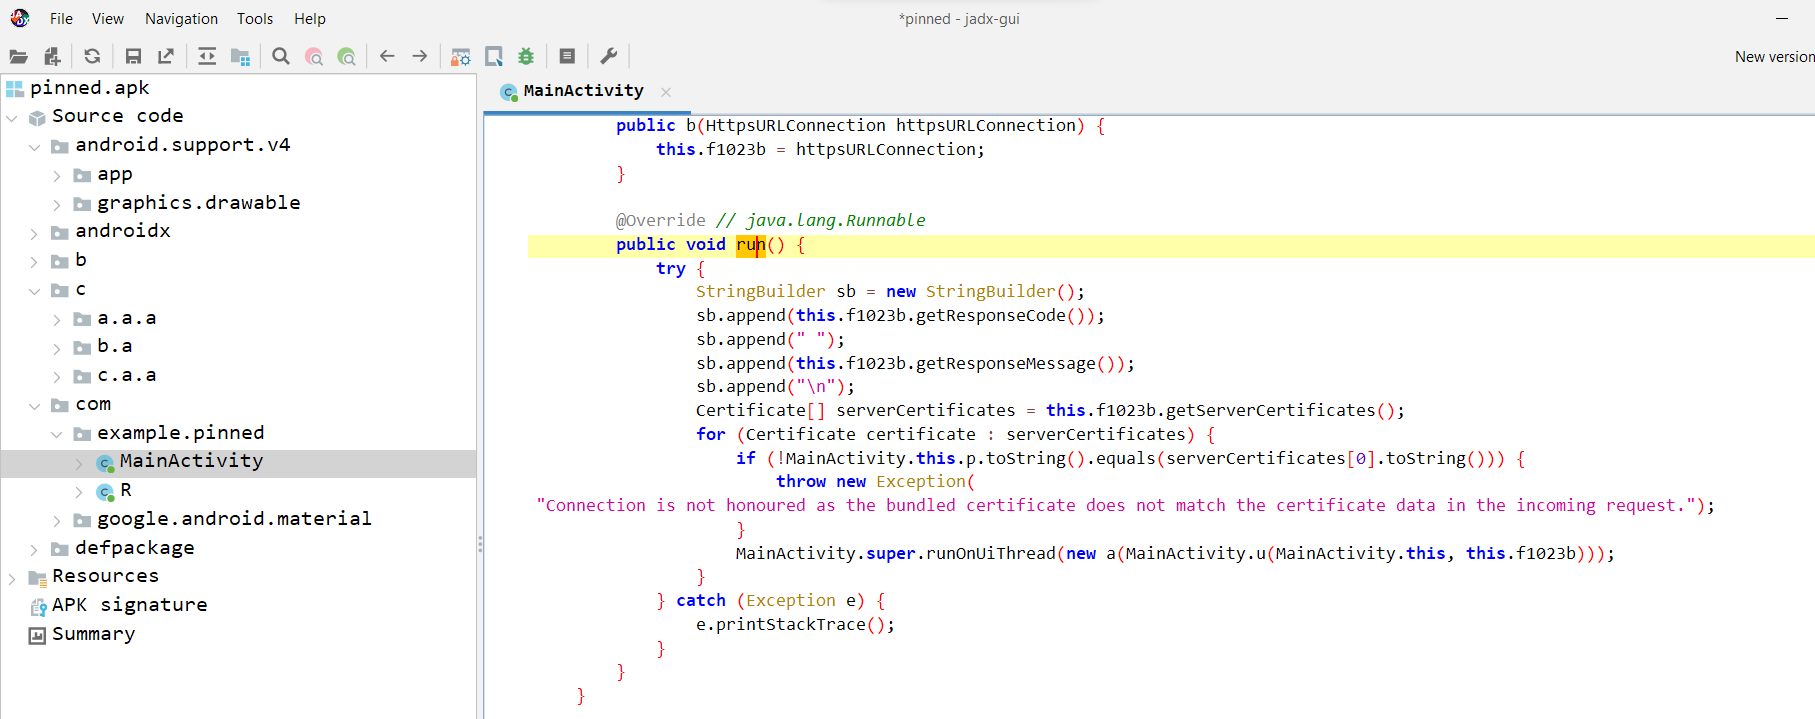 File View Navigation Tools Help
*pinned - jadx-gui
New version
pinned.apk
Source code
android.support.v4
app
graphics.drawable
androidx
b
c
a.a.a
b.a
c.a.a
com
example.pinned
MainActivity
R
google.android.material
defpackage
Resources
APK signature
Summary
MainActivity
public b(HttpsURLConnection httpsURLConnection) {
this.f1023b = httpsURLConnection;
}
@Override // java.lang.Runnable
public void run() {
try {
StringBuilder sb = new StringBuilder();
sb.append(this.f1023b.getResponseCode());
sb.append(" ");
sb.append(this.f1023b.getResponseMessage());
sb.append("\n");
Certificate[] serverCertificates = this.f1023b.getServerCertificates();
for (Certificate certificate : serverCertificates) {
if (!MainActivity.this.p.toString().equals(serverCertificates[0].toString())) {
throw new Exception(
"Connection is not honoured as the bundled certificate does not match the certificate data in the incoming request.");
}
MainActivity.super.runOnUiThread(new a(MainActivity.u(MainActivity.this, this.f1023b)));
}
} catch (Exception e) {
e.printStackTrace();
}
}
}